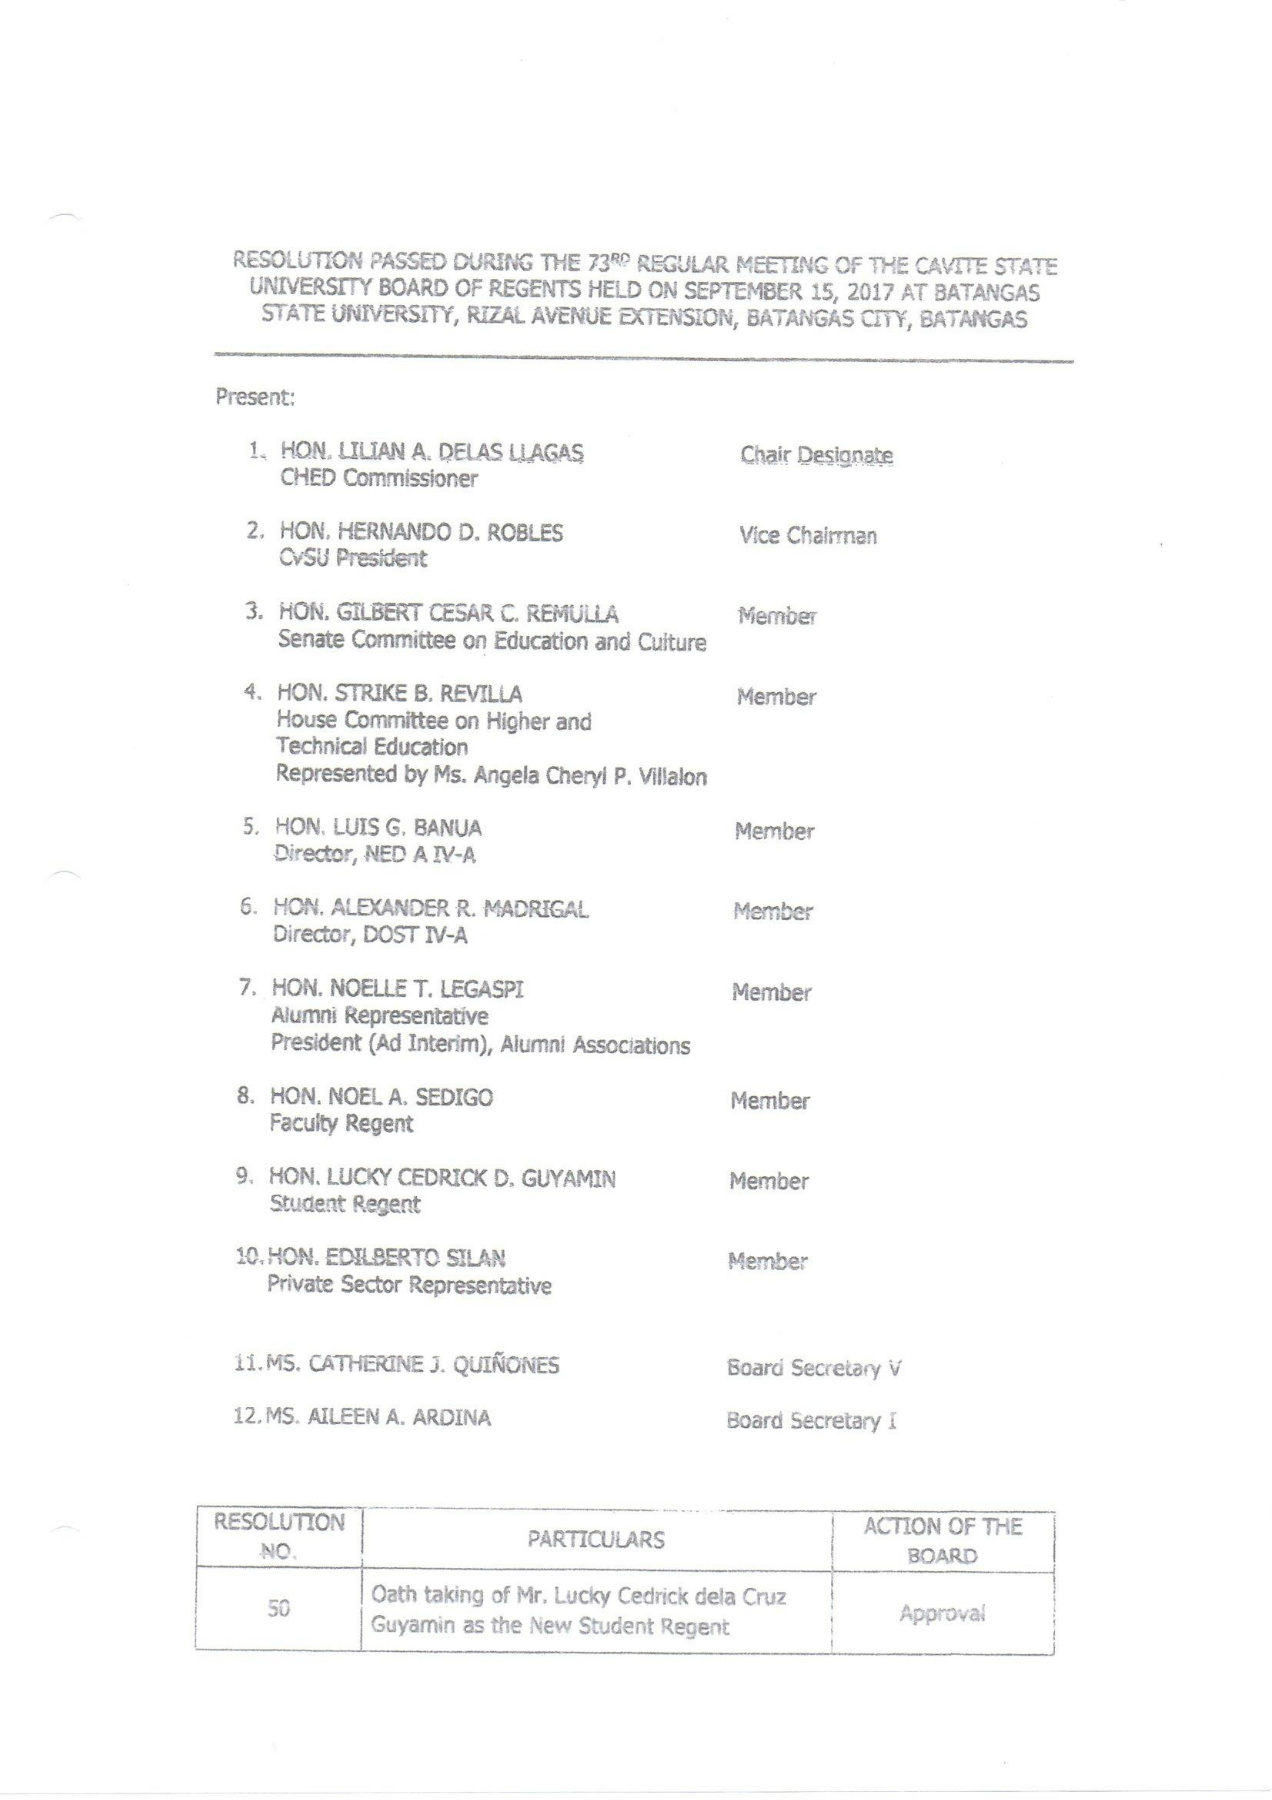 RESOLUTION PASSED DURING THE 73RD REGULAR MEETING OF THE CAVITE STATE
UNIVERSITY BOARD OF REGENTS HELD ON SEPTEMBER 15, 2017 AT BATANGAS
STATE UNIVERSITY, RIZAL AVENUE EXTENSION, BATANGAS CITY, BATANGAS
Present:
1. HON. LILIAN A. DELAS LLAGAS Chair Designate
CHED Commissioner
2. HON. HERNANDO D. ROBLES Vice Chairman
CvSU President
3. HON. GILBERT CESAR C. REMULLA Member
Senate Committee on Education and Culture
4. HON. STRIKE B. REVILLA Member
House Committee on Higher and
Technical Education
Represented by Ms. Angela Cheryl P. Villalon
5. HON. LUIS G. BANUA Member
Director, NED A IV-A
6. HON. ALEXANDER R. MADRIGAL Member
Director, DOST IV-A
7. HON. NOELLE T. LEGASPI Member
Alumni Representative
President (Ad Interim), Alumni Associations
8. HON. NOEL A. SEDIGO Member
Faculty Regent
9. HON. LUCKY CEDRICK D. GUYAMIN Member
Student Regent
10. HON. EDILBERTO SILAN Member
Private Sector Representative
11. MS. CATHERINE J. QUIÑONES Board Secretary V
12. MS. AILEEN A. ARDINA Board Secretary I
RESOLUTION NO. PARTICULARS ACTION OF THE BOARD
50 Oath taking of Mr. Lucky Cedrick dela Cruz Approval
Guyamin as the New Student Regent